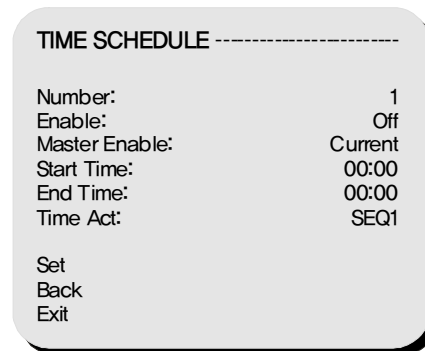 TIME SCHEDULE -------------------------
Number: 1
Enable: Off
Master Enable: Current
Start Time: 00:00
End Time: 00:00
Time Act: SEQ1
Set
Back
Exit